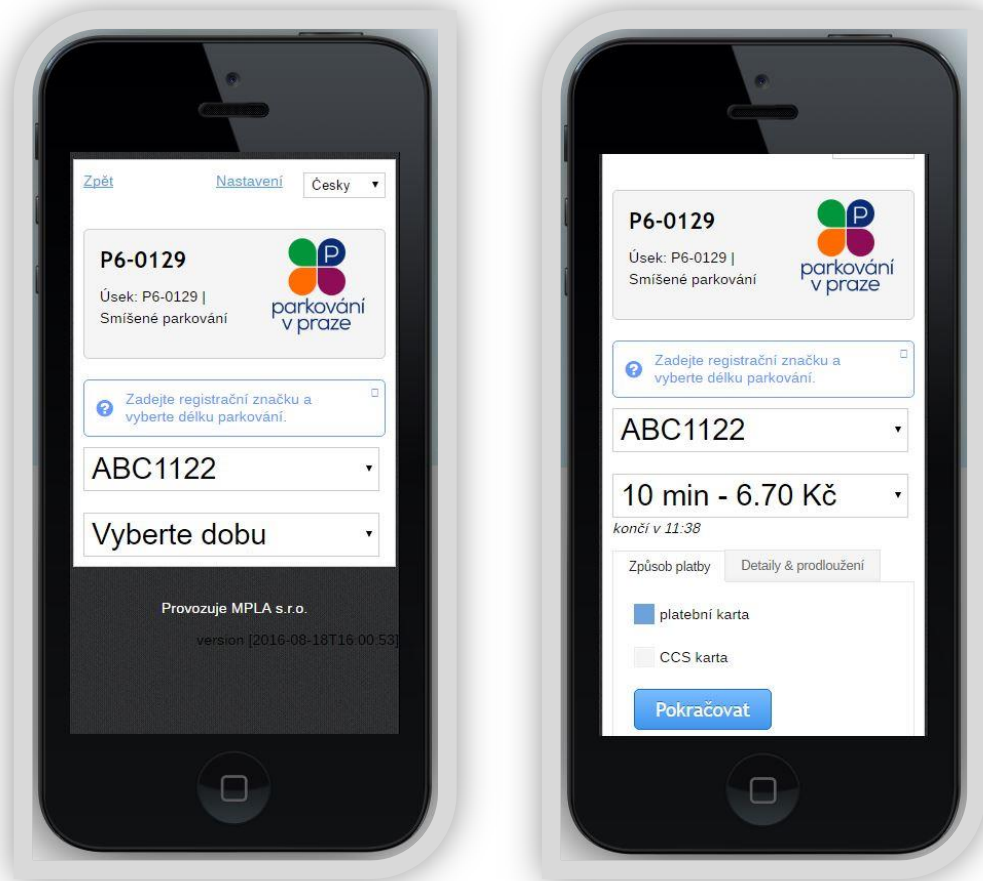 Zpět Nastavení Česky
P6-0129
Úsek: P6-0129 |
Smíšené parkování
P
parkování
v praze
Zadejte registrační značku a
vyberte délku parkování.
ABC1122
Vyberte dobu
Provozuje MPLA s.r.o.
version [2016-08-18T16:00:53]
P6-0129
Úsek: P6-0129 |
Smíšené parkování
P
parkování
v praze
Zadejte registrační značku a
vyberte délku parkování.
ABC1122
10 min - 6.70 Kč
končí v 11:38
Způsob platby Detaily & prodloužení
platební karta
CCS karta
Pokračovat